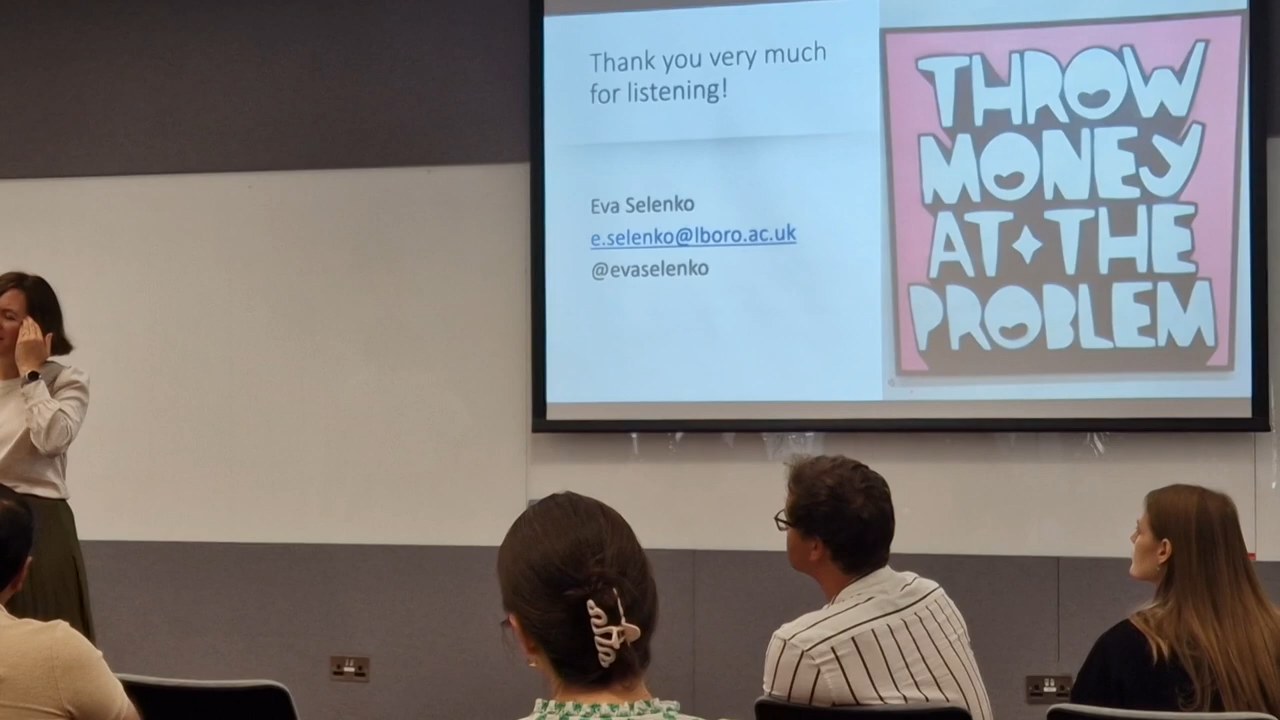 Thank you very much
for listening!
Eva Selenko
e.selenko@lboro.ac.uk
@evaselenko
THROW
MONEY
AT THE
PROBLEM